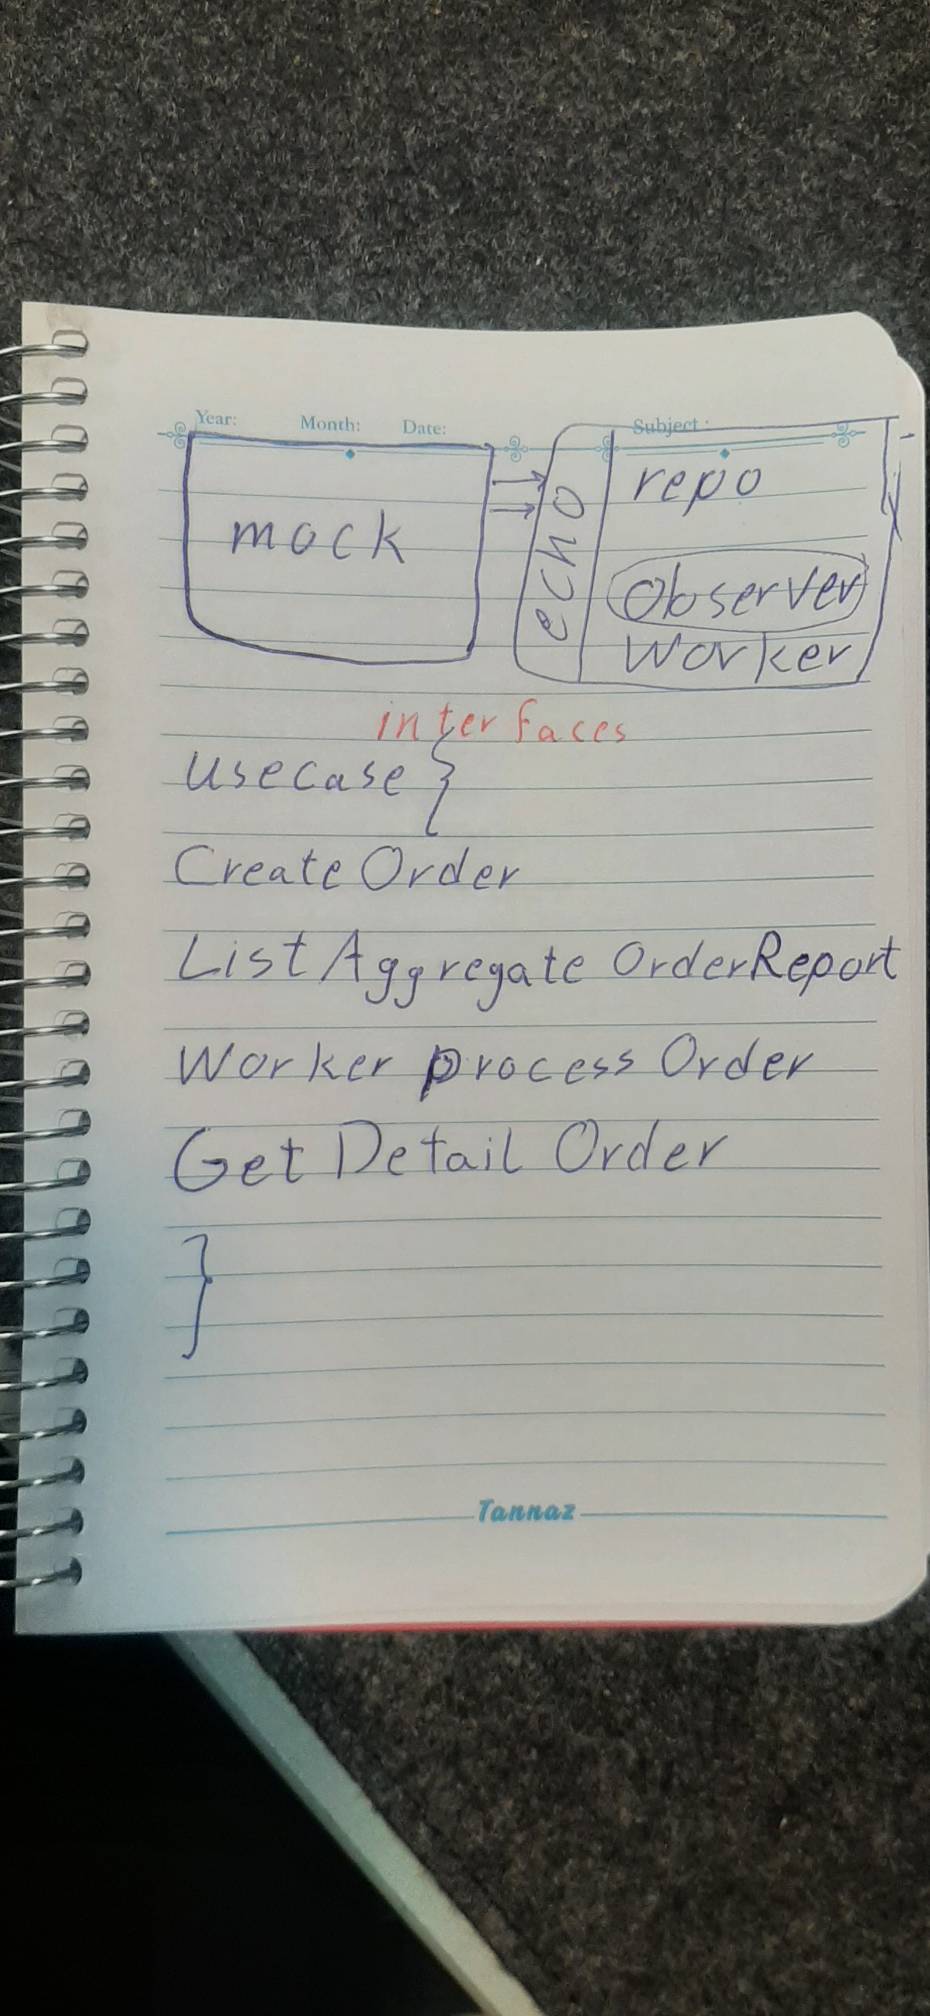 Year: Month: Date: Subject:
mock
echo
repo
Observer
Worker
interfaces
Usecase {
Create Order
List Aggregate OrderReport
Worker process Order
Get Detail Order
}
Tannaz